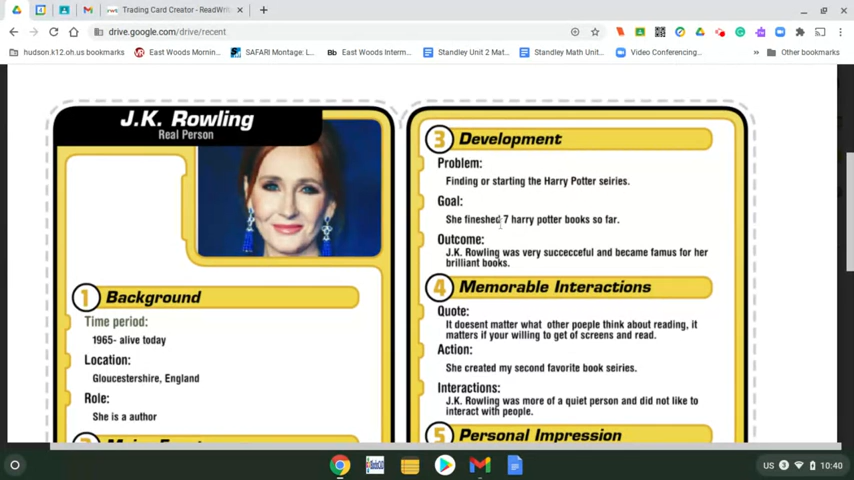 Trading Card Creator - ReadWrit
drive.google.com/drive/recent
hudson.k12.oh.us bookmarks
East Woods Mornin...
SAFARI Montage: L...
Bb East Woods Interm...
Standley Unit 2 Mat...
Standley Math Unit...
Video Conferencing...
»
Other bookmarks
J.K. Rowling
Real Person
1 Background
Time period:
1965- alive today
Location:
Gloucestershire, England
Role:
She is a author
3 Development
Problem:
Finding or starting the Harry Potter seiries.
Goal:
She fineshed 7 harry potter books so far.
Outcome:
J.K. Rowling was very succecceful and became famus for her
brilliant books.
4 Memorable Interactions
Quote:
It doesent matter what other poeple think about reading, it
matters if your willing to get of screens and read.
Action:
She created my second favorite book seiries.
Interactions:
J.K. Rowling was more of a quiet person and did not like to
interact with people.
5 Personal Impression
US 3 10:40